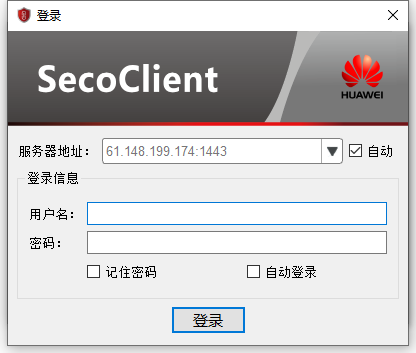 登录
SecoClient
HUAWEI
服务器地址： 61.148.199.174:1443 自动
登录信息
用户名：
密码：
记住密码 自动登录
登录